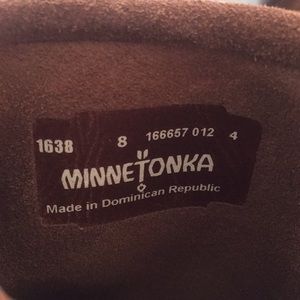 1638 8 166657 012 4
MINNETONKA
Made in Dominican Republic